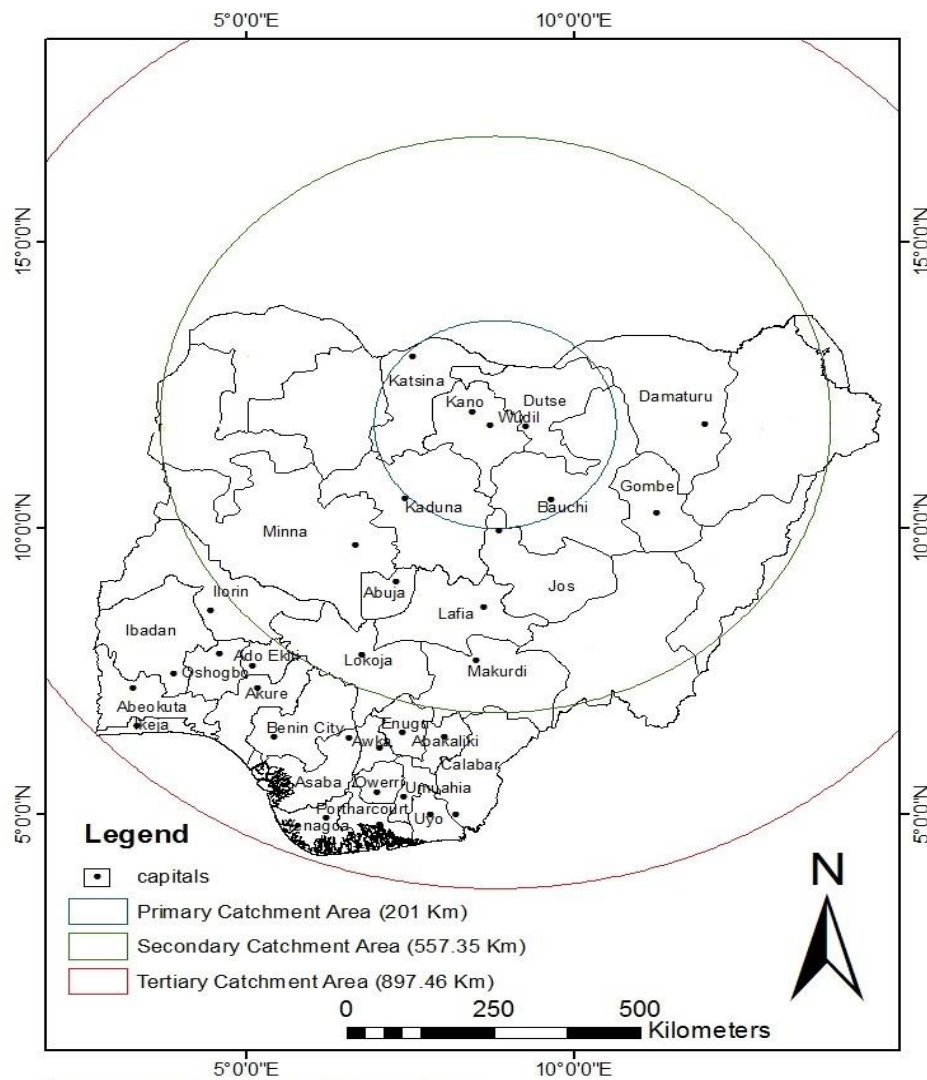 5°0'0"E 10°0'0"E
15°0'0"N 15°0'0"N
Katsina
Kano Dutse
Wudil
Damaturu
Gombe
Kaduna Bauchi
10°0'0"N 10°0'0"N
Minna
Abuja
Jos
Ilorin
Lafia
Ibadan
Ado Ekiti
Lokoja
Oshogbo
Makurdi
Akure
Abeokuta
Benin City Enugu
Ikeja
Awka Abakaliki
Calabar
Asaba Owerri Umuahia
Portharcourt
Uyo
enagoa
5°0'0"N 5°0'0"N
Legend
capitals
Primary Catchment Area (201 Km)
Secondary Catchment Area (557.35 Km)
Tertiary Catchment Area (897.46 Km)
N
0 250 500
Kilometers
5°0'0"E 10°0'0"E